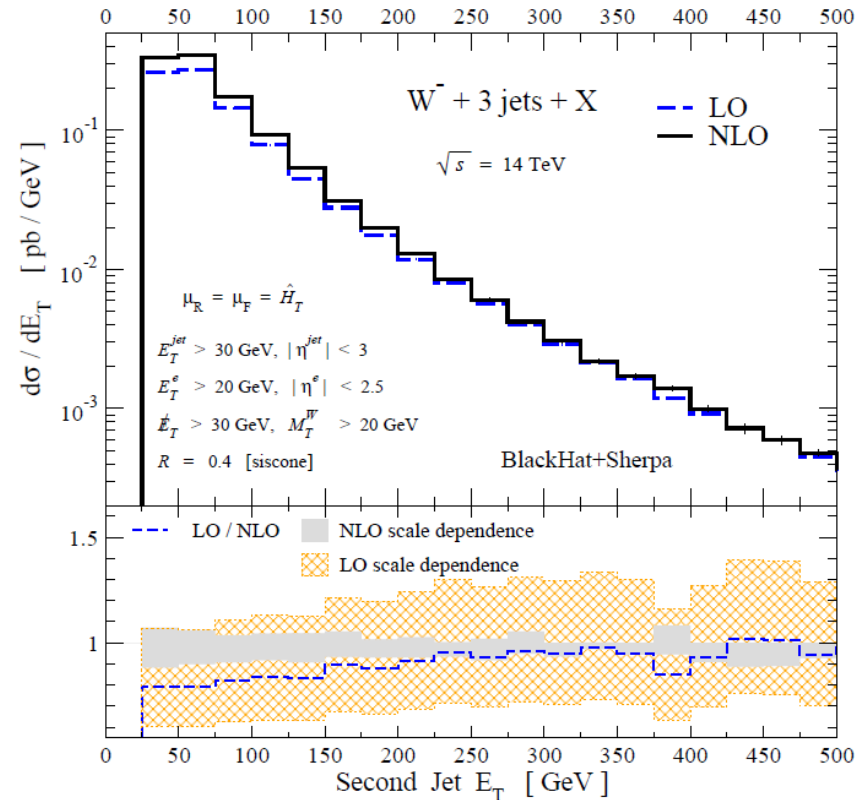 0 50 100 150 200 250 300 350 400 450 500
W⁻ + 3 jets + X
LO
NLO
√s = 14 TeV
10⁻¹
10⁻²
10⁻³
dσ / dE_T [ pb / GeV ]
μ_R = μ_F = Ĥ_T
E_T^jet > 30 GeV, | η^jet | < 3
E_T^e > 20 GeV, | η^e | < 2.5
E̸_T > 30 GeV, M_T^W > 20 GeV
R = 0.4 [siscone]
BlackHat+Sherpa
LO / NLO
NLO scale dependence
LO scale dependence
1.5
1
0 50 100 150 200 250 300 350 400 450 500
Second Jet E_T [ GeV ]